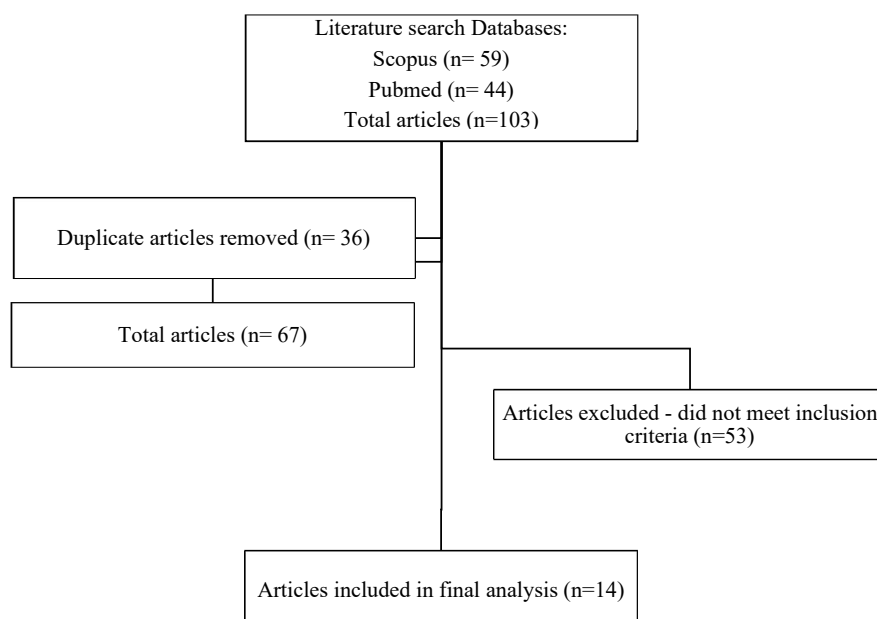 Literature search Databases:
Scopus (n= 59)
Pubmed (n= 44)
Total articles (n=103)
Duplicate articles removed (n= 36)
Total articles (n= 67)
Articles excluded - did not meet inclusion
criteria (n=53)
Articles included in final analysis (n=14)